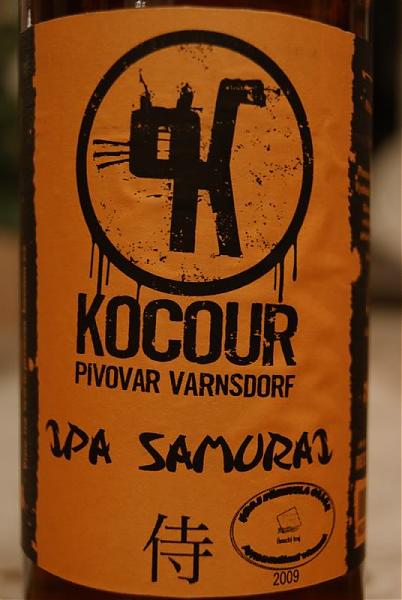 KOCOUR
PIVOVAR VARNSDORF
IPA SAMURAI
侍
2009